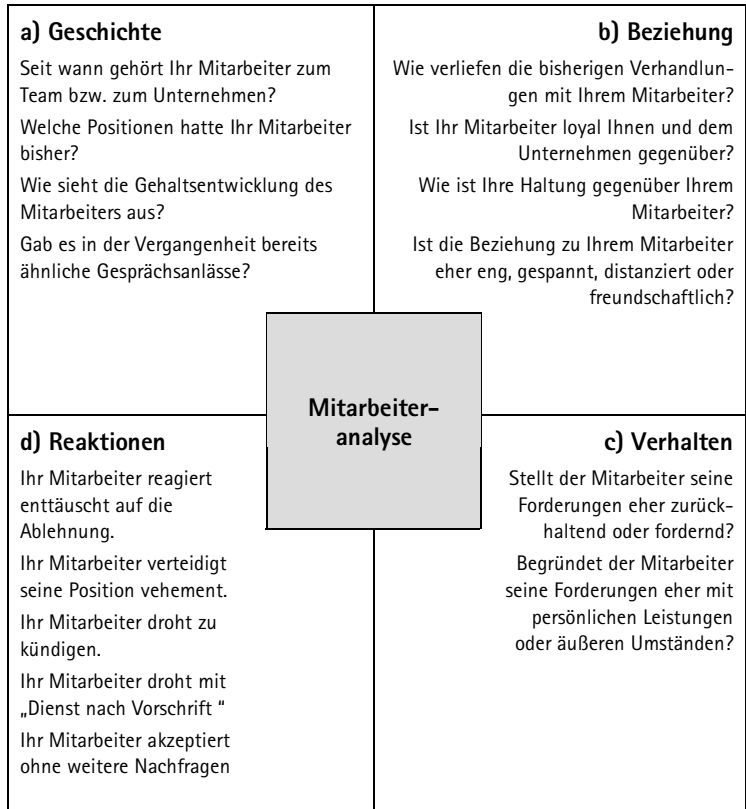 a) Geschichte
Seit wann gehört Ihr Mitarbeiter zum
Team bzw. zum Unternehmen?
Welche Positionen hatte Ihr Mitarbeiter
bisher?
Wie sieht die Gehaltsentwicklung des
Mitarbeiters aus?
Gab es in der Vergangenheit bereits
ähnliche Gesprächsanlässe?
b) Beziehung
Wie verliefen die bisherigen Verhandlun-
gen mit Ihrem Mitarbeiter?
Ist Ihr Mitarbeiter loyal Ihnen und dem
Unternehmen gegenüber?
Wie ist Ihre Haltung gegenüber Ihrem
Mitarbeiter?
Ist die Beziehung zu Ihrem Mitarbeiter
eher eng, gespannt, distanziert oder
freundschaftlich?
Mitarbeiter-
analyse
d) Reaktionen
Ihr Mitarbeiter reagiert
enttäuscht auf die
Ablehnung.
Ihr Mitarbeiter verteidigt
seine Position vehement.
Ihr Mitarbeiter droht zu
kündigen.
Ihr Mitarbeiter droht mit
„Dienst nach Vorschrift “
Ihr Mitarbeiter akzeptiert
ohne weitere Nachfragen
c) Verhalten
Stellt der Mitarbeiter seine
Forderungen eher zurück-
haltend oder fordernd?
Begründet der Mitarbeiter
seine Forderungen eher mit
persönlichen Leistungen
oder äußeren Umständen?